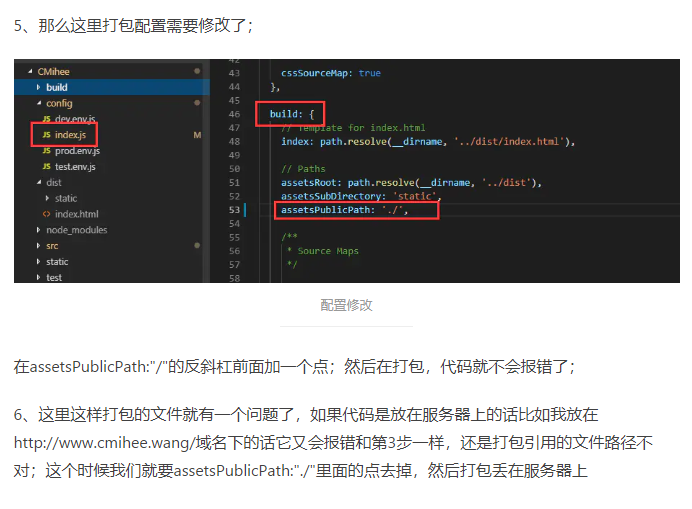 5、那么这里打包配置需要修改了；
CMihee
build
config
dev.env.js
JS index.js M
JS prod.env.js
JS test.env.js
dist
static
index.html
node_modules
src
static
test
42
43 cssSourceMap: true
44 },
45
46 build: {
47 // Template for index.html
48 index: path.resolve(__dirname, '../dist/index.html'),
49
50 // Paths
51 assetsRoot: path.resolve(__dirname, '../dist'),
52 assetsSubDirectory: 'static',
53 assetsPublicPath: './',
54
55 /**
56 * Source Maps
57 */
58
配置修改
在assetsPublicPath:"/"的反斜杠前面加一个点；然后在打包，代码就不会报错了；
6、这里这样打包的文件就有一个问题了，如果代码是放在服务器上的话比如我放在
http://www.cmihee.wang/域名下的话它又会报错和第3步一样，还是打包引用的文件路径不
对；这个时候我们就要assetsPublicPath:"./"里面的点去掉，然后打包丢在服务器上